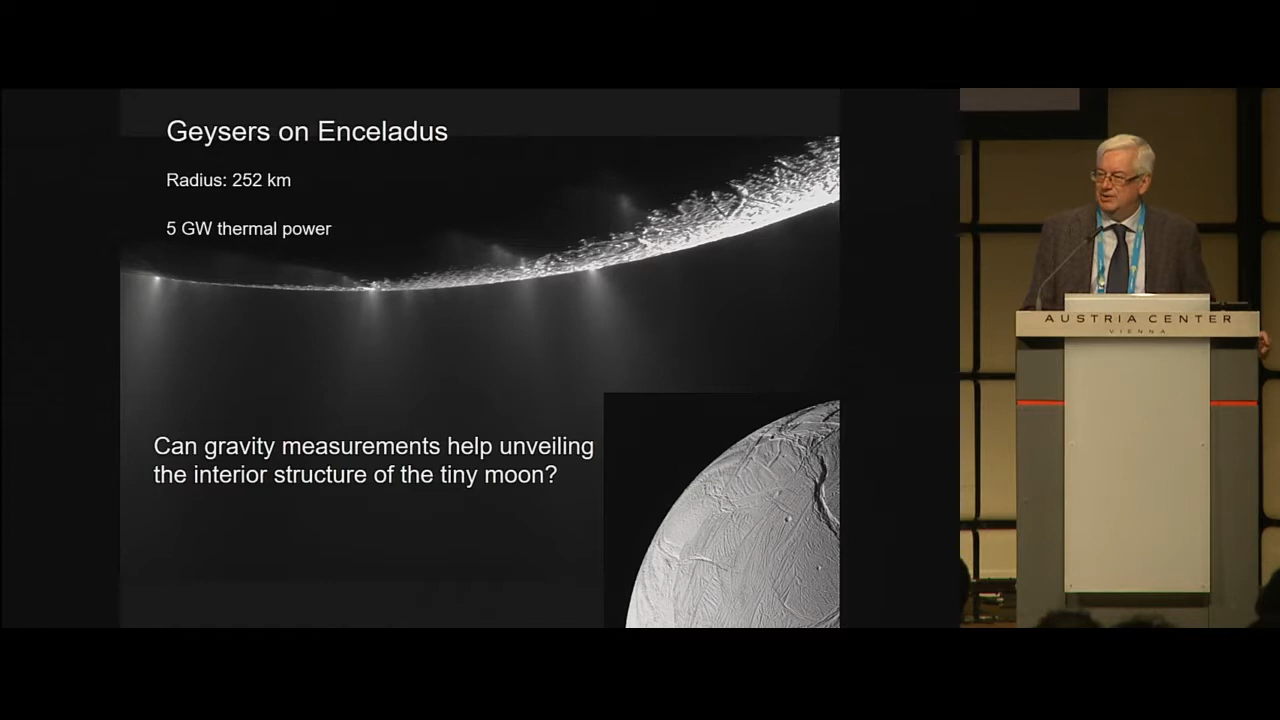 Geysers on Enceladus
Radius: 252 km
5 GW thermal power
Can gravity measurements help unveiling
the interior structure of the tiny moon?
AUSTRIA CENTER
VIENNA